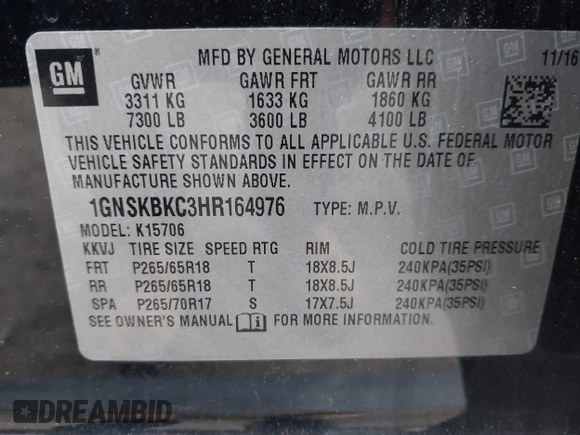 GM
MFD BY GENERAL MOTORS LLC 11/16
GVWR GAWR FRT GAWR RR
3311 KG 1633 KG 1860 KG
7300 LB 3600 LB 4100 LB
THIS VEHICLE CONFORMS TO ALL APPLICABLE U.S. FEDERAL MOTOR
VEHICLE SAFETY STANDARDS IN EFFECT ON THE DATE OF
MANUFACTURE SHOWN ABOVE.
1GNSKBKC3HR164976 TYPE: M.P.V.
MODEL: K15706
KKVJ TIRE SIZE SPEED RTG RIM COLD TIRE PRESSURE
FRT P265/65R18 T 18X8.5J 240KPA(35PSI)
RR P265/65R18 T 18X8.5J 240KPA(35PSI)
SPA P265/70R17 S 17X7.5J 240KPA(35PSI)
SEE OWNER'S MANUAL FOR MORE INFORMATION.
DREAMBID